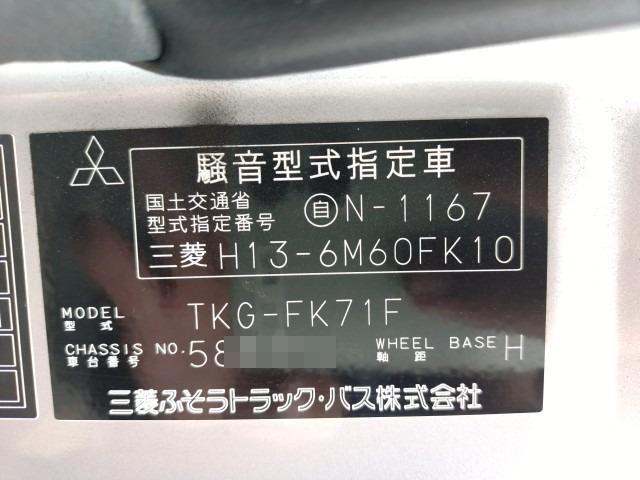 騒音型式指定車
国土交通省
型式指定番号 自 N-1167
三菱 H13-6M60FK10
MODEL
型式 TKG-FK71F
CHASSIS NO.
車台番号 58
WHEEL BASE
軸距 H
三菱ふそうトラック・バス株式会社